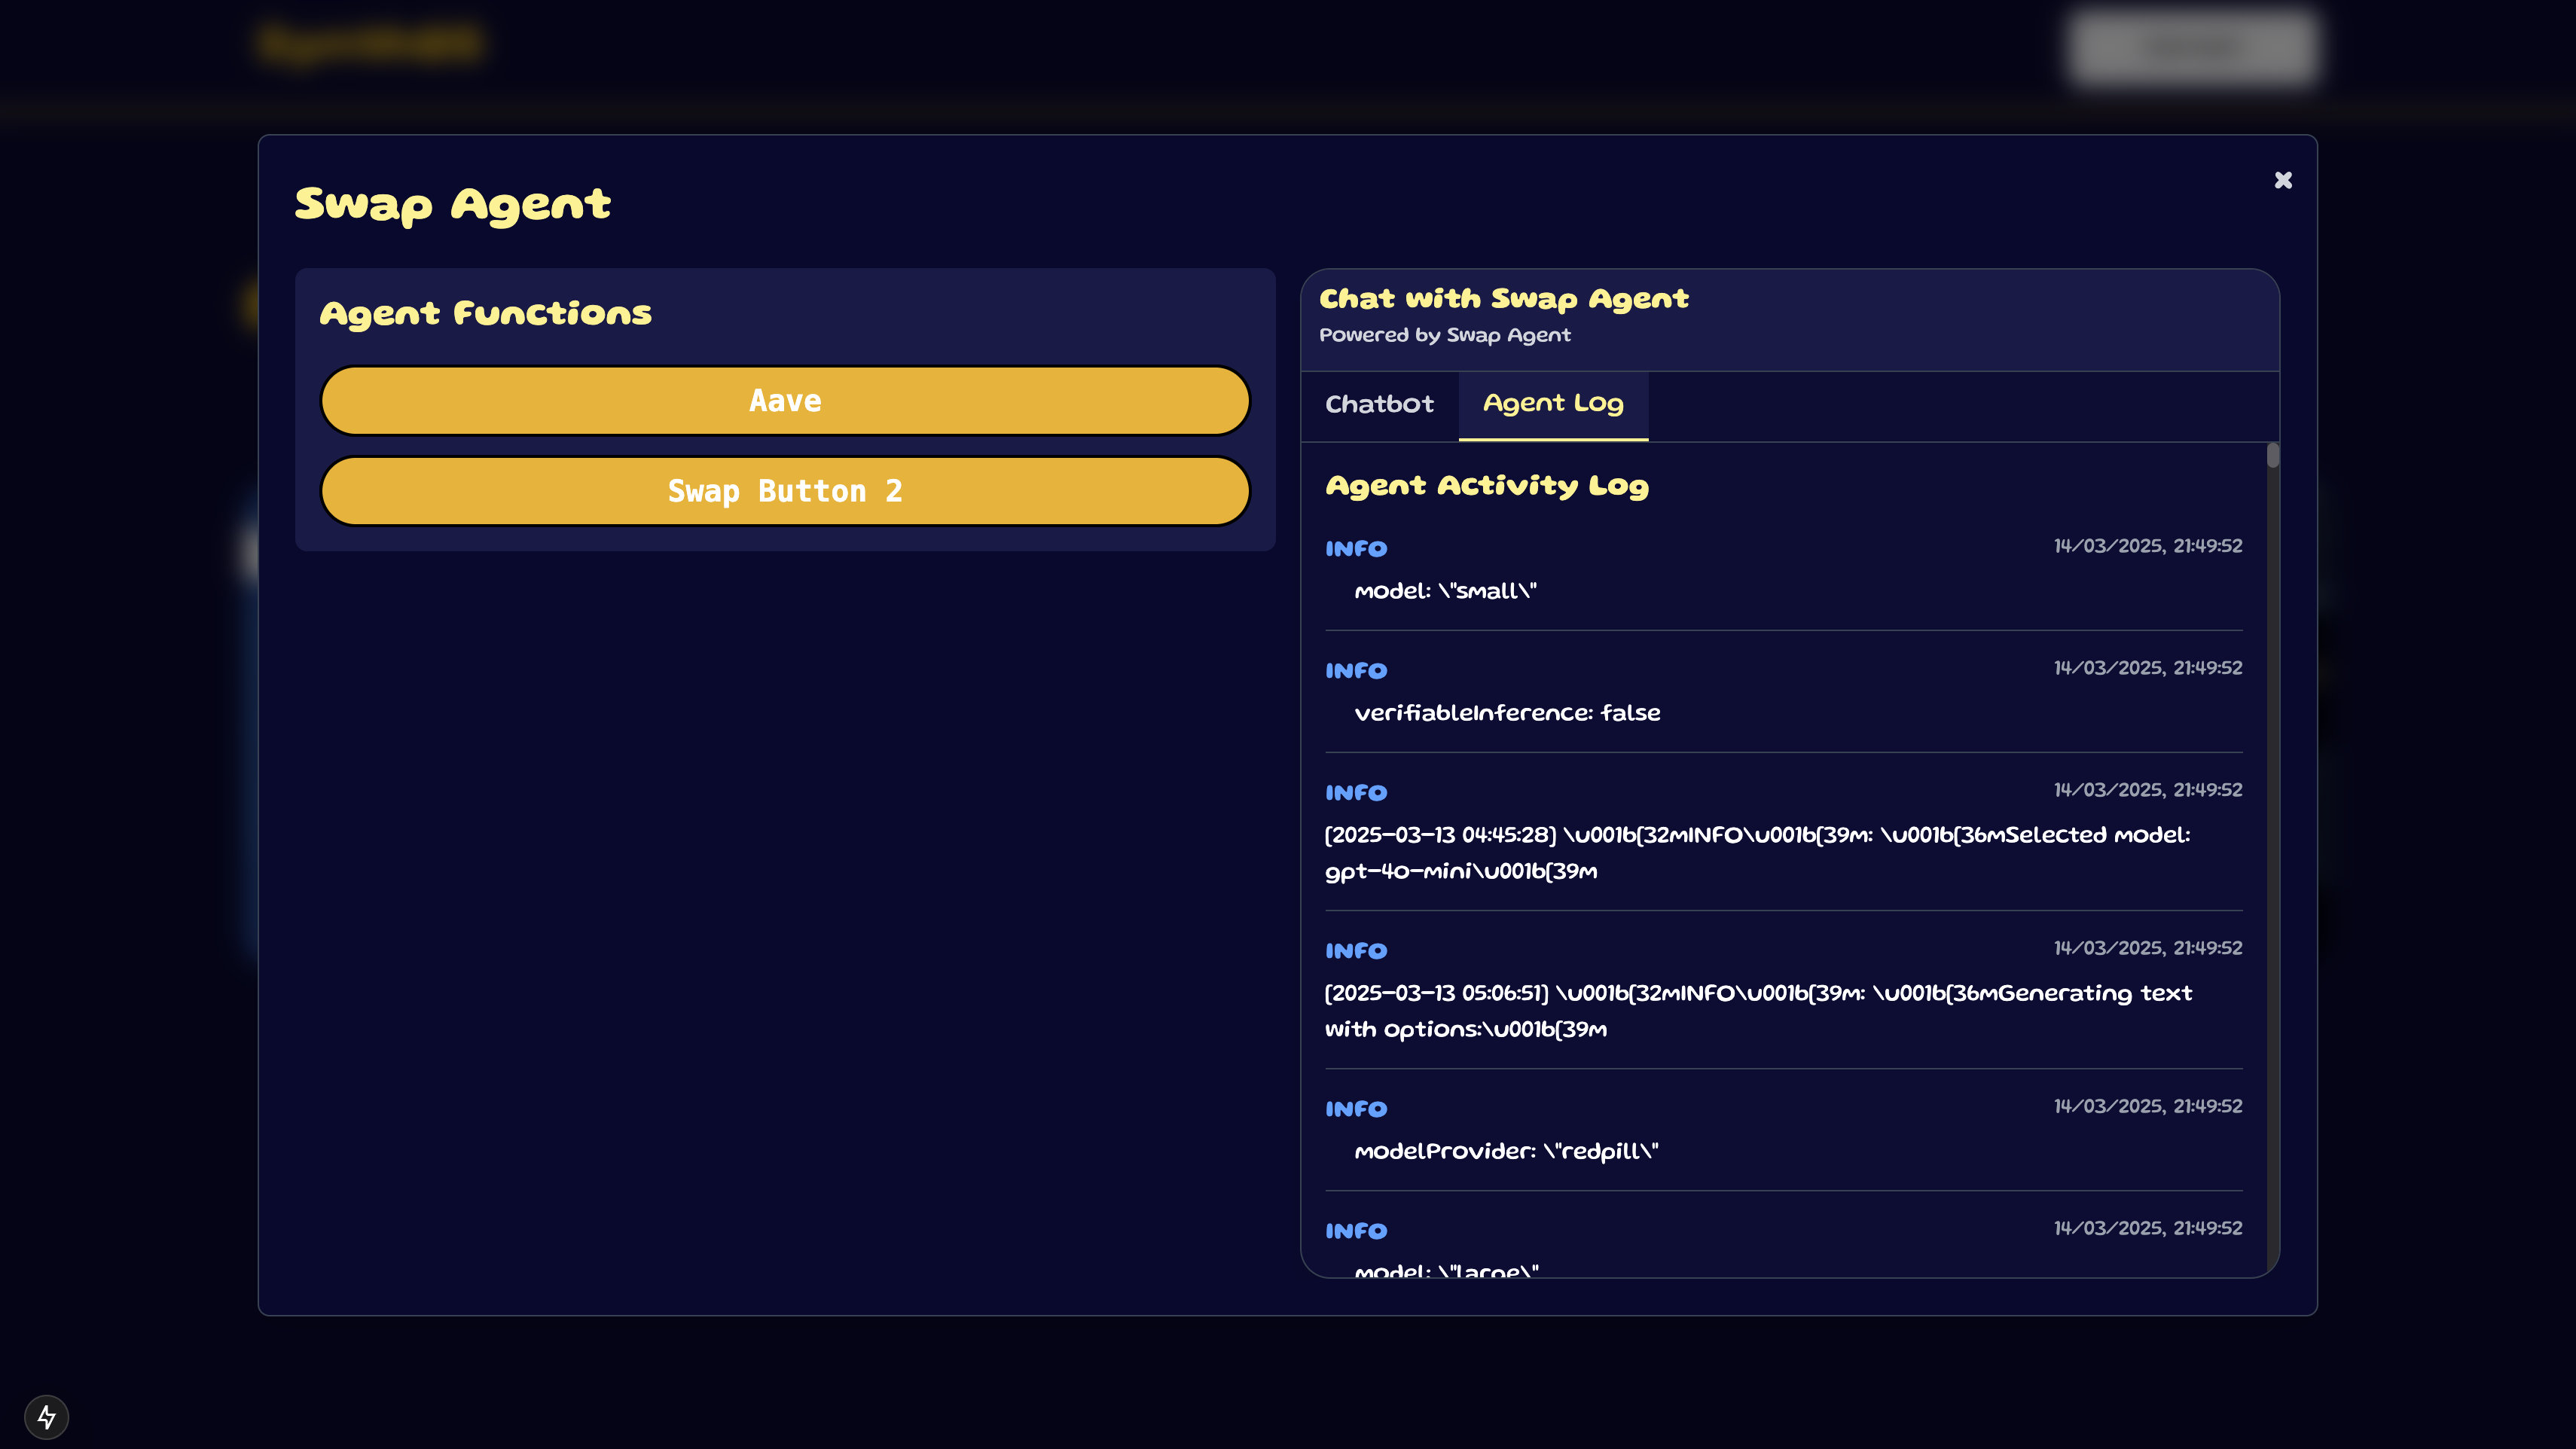 Swap Agent
Agent Functions
Aave
Swap Button 2
Chat with Swap Agent
Powered by Swap Agent
Chatbot
Agent Log
Agent Activity Log
INFO
14/03/2025, 21:49:52
model: \"small\"
INFO
14/03/2025, 21:49:52
verifiableInference: false
INFO
14/03/2025, 21:49:52
[2025-03-13 04:45:28] \u001b[32mINFO\u001b[39m: \u001b[36mSelected model:
gpt-4o-mini\u001b[39m
INFO
14/03/2025, 21:49:52
[2025-03-13 05:06:51] \u001b[32mINFO\u001b[39m: \u001b[36mGenerating text
with options:\u001b[39m
INFO
14/03/2025, 21:49:52
modelProvider: \"redpill\"
INFO
14/03/2025, 21:49:52
model: \"large\"